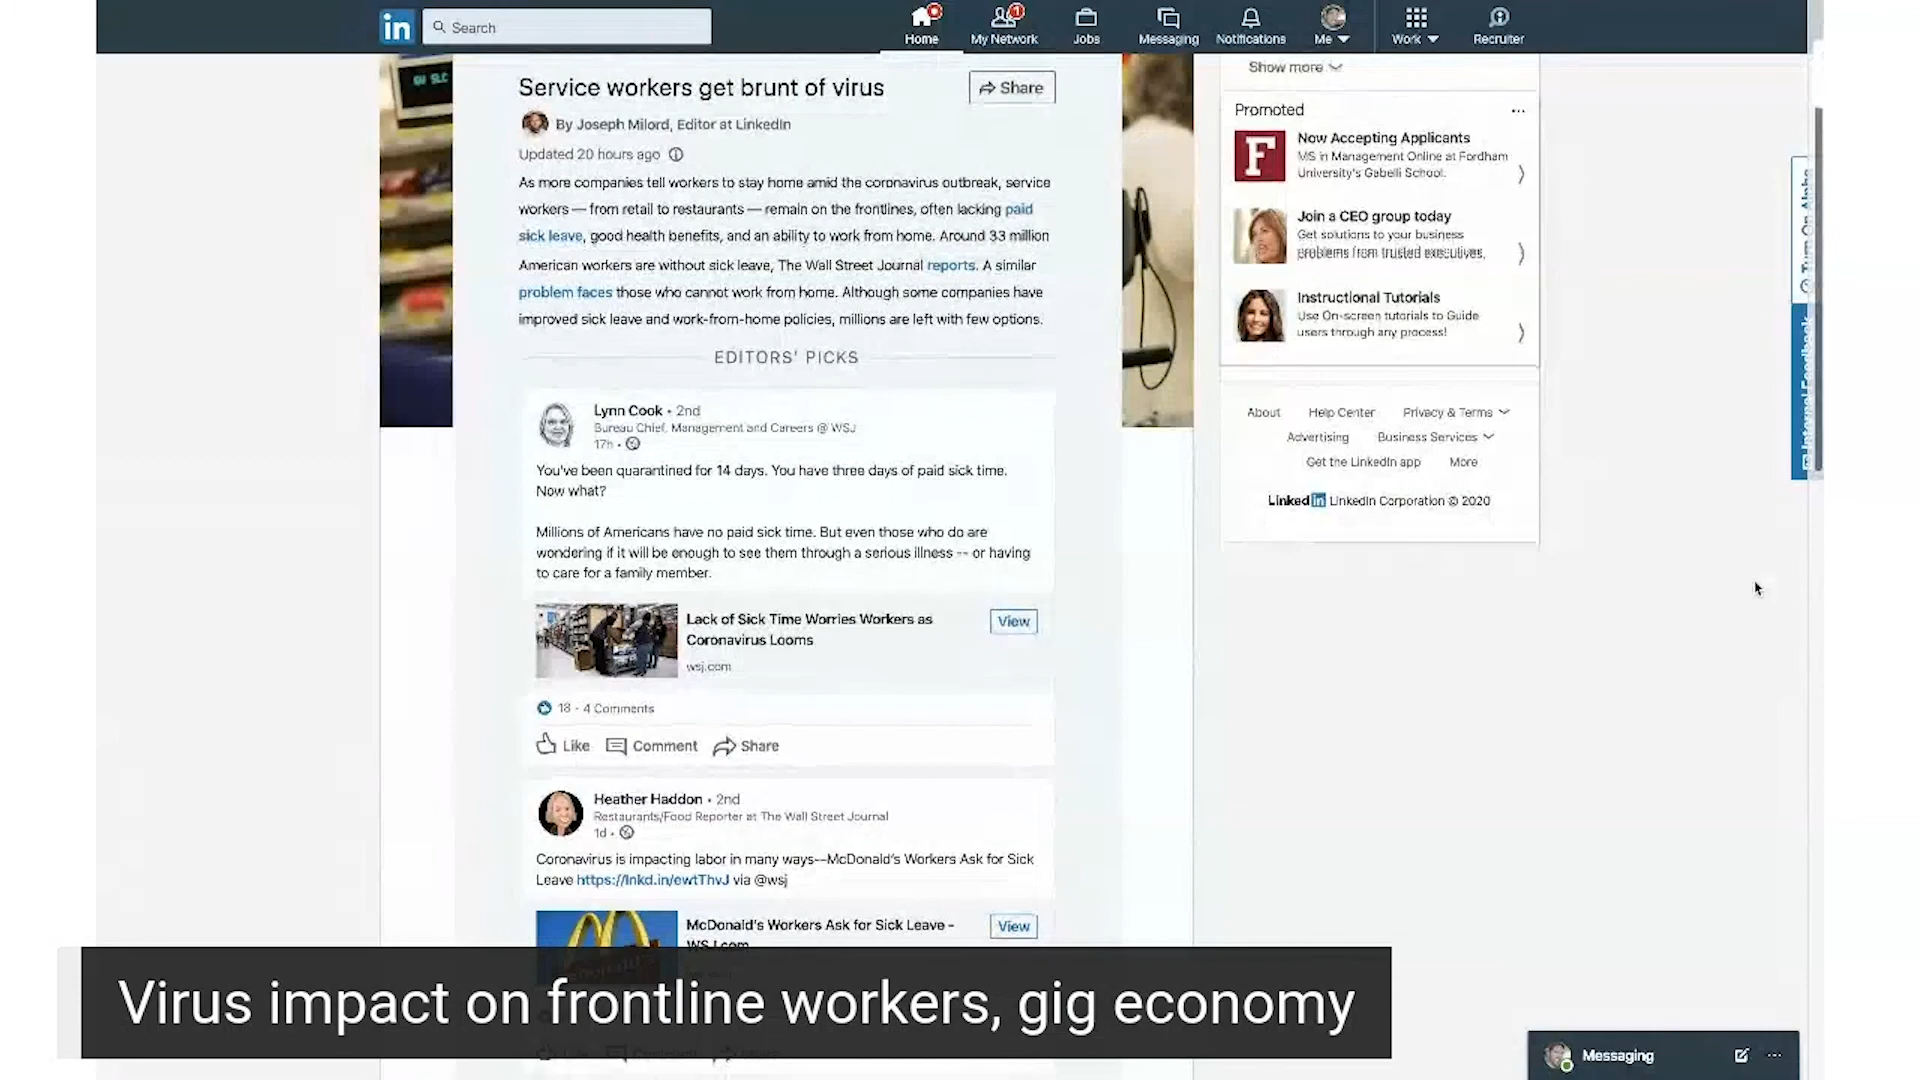 in
Search
Home
1
My Network
Jobs
Messaging
Notifications
Me
Work
Recruiter
Service workers get brunt of virus
Share
By Joseph Milord, Editor at LinkedIn
Updated 20 hours ago
As more companies tell workers to stay home amid the coronavirus outbreak, service
workers — from retail to restaurants — remain on the frontlines, often lacking paid
sick leave, good health benefits, and an ability to work from home. Around 33 million
American workers are without sick leave, The Wall Street Journal reports. A similar
problem faces those who cannot work from home. Although some companies have
improved sick leave and work-from-home policies, millions are left with few options.
EDITORS' PICKS
Lynn Cook • 2nd
Bureau Chief, Management and Careers @ WSJ
17h •
You've been quarantined for 14 days. You have three days of paid sick time.
Now what?
Millions of Americans have no paid sick time. But even those who do are
wondering if it will be enough to see them through a serious illness -- or having
to care for a family member.
Lack of Sick Time Worries Workers as
Coronavirus Looms
wsj.com
View
18 · 4 Comments
Like
Comment
Share
Heather Haddon • 2nd
Restaurants/Food Reporter at The Wall Street Journal
1d •
Coronavirus is impacting labor in many ways--McDonald's Workers Ask for Sick
Leave https://lnkd.in/ewtThvJ via @wsj
McDonald's Workers Ask for Sick Leave -
WSJ.com
View
Show more
Promoted
F
Now Accepting Applicants
MS in Management Online at Fordham
University's Gabelli School.
Join a CEO group today
Get solutions to your business
problems from trusted executives.
Instructional Tutorials
Use On-screen tutorials to Guide
users through any process!
About
Help Center
Privacy & Terms
Advertising
Business Services
Get the LinkedIn app
More
Linkedin LinkedIn Corporation © 2020
Internal Feedback
Virus impact on frontline workers, gig economy
Messaging